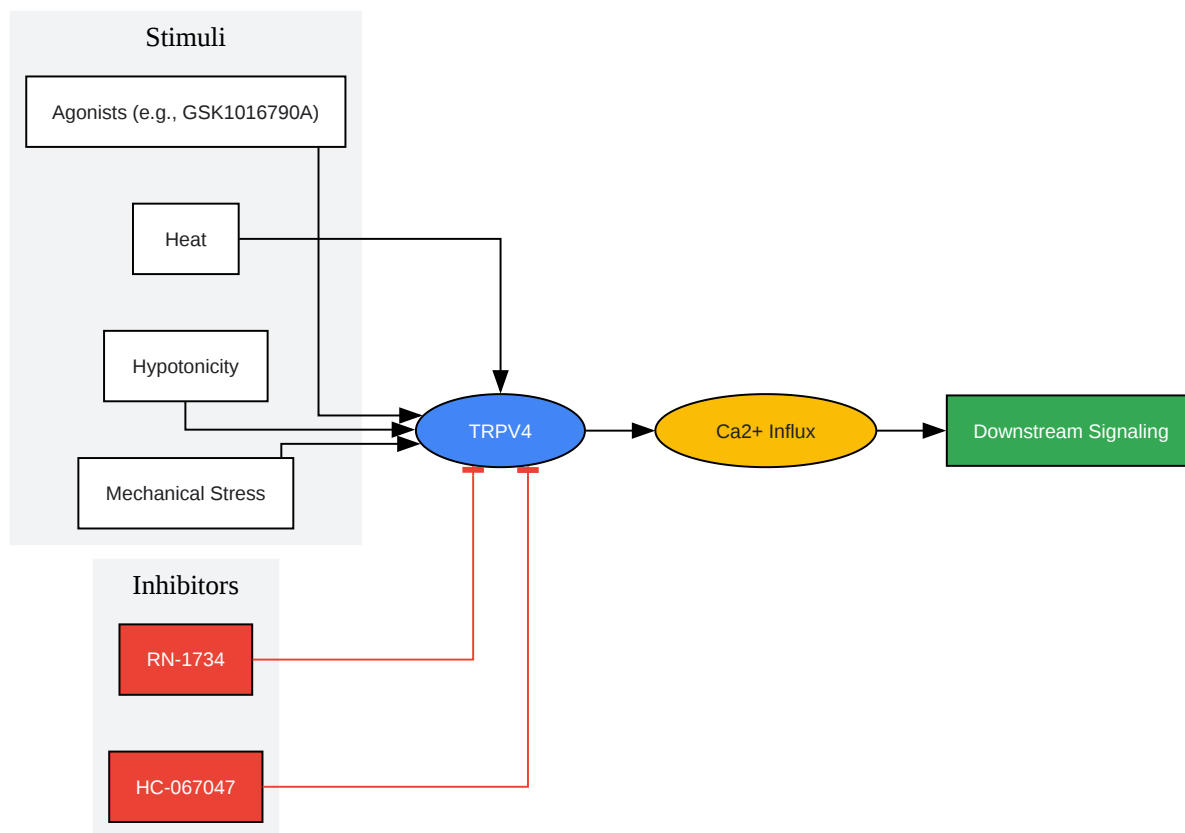 Stimuli
Agonists (e.g., GSK1016790A)
Heat
Hypotonicity
Mechanical Stress
TRPV4
Ca2+ Influx
Downstream Signaling
Inhibitors
RN-1734
HC-067047